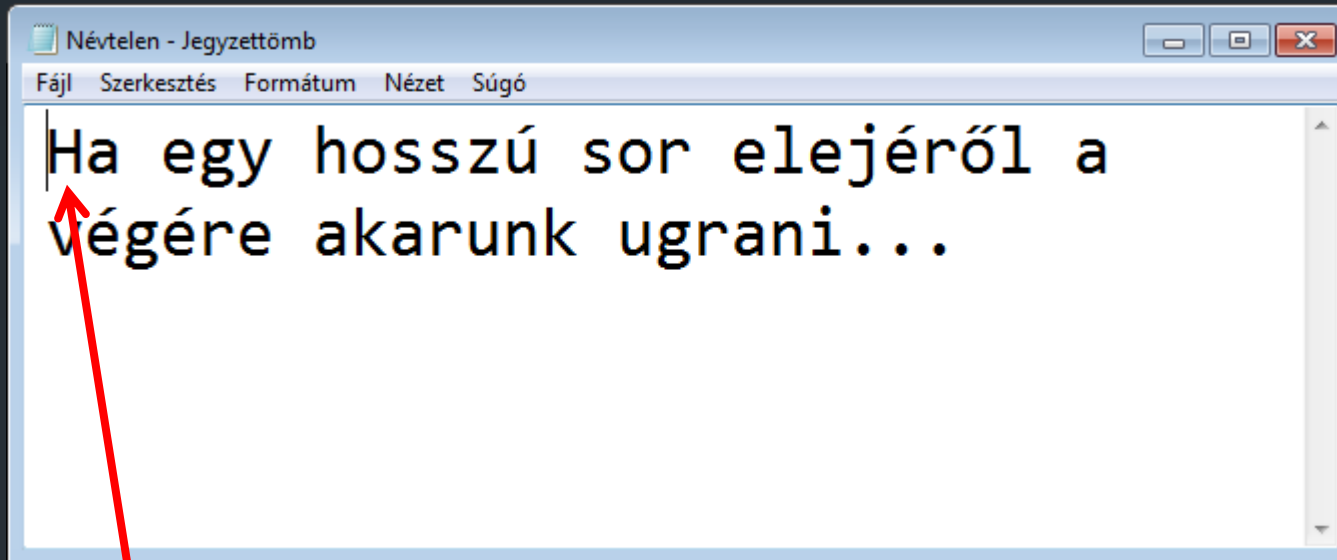 Névtelen - Jegyzettömb
Fájl Szerkesztés Formátum Nézet Súgó
Ha egy hosszú sor elejéről a
végére akarunk ugrani...